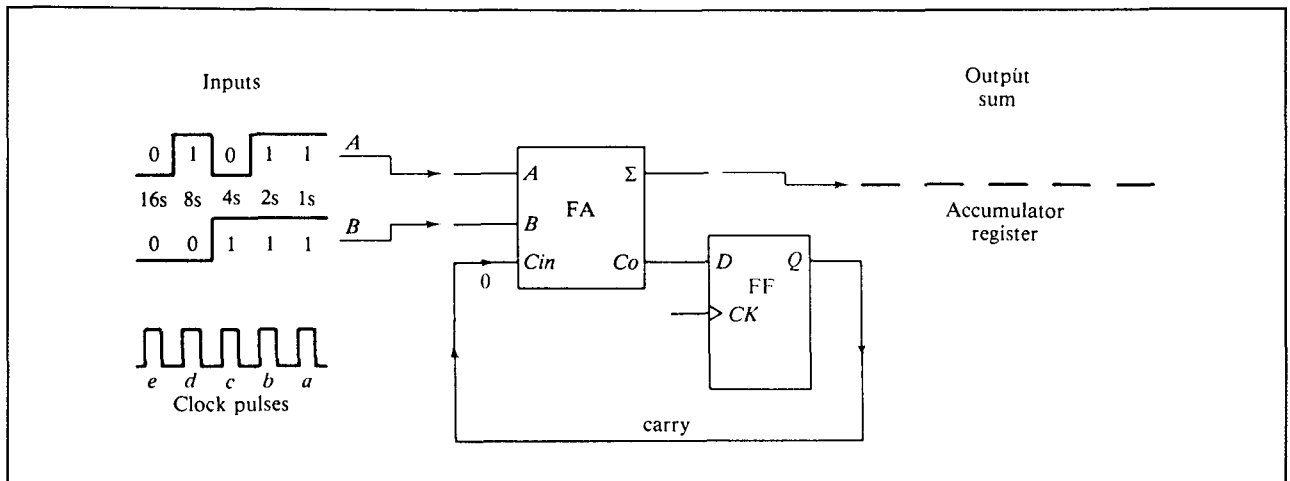 Inputs
Output
sum
A
0 1 0 1 1
16s 8s 4s 2s 1s
B
0 0 1 1 1
A
B
Cin
FA
Σ
Co
0
D
Q
FF
CK
Accumulator
register
e d c b a
Clock pulses
carry